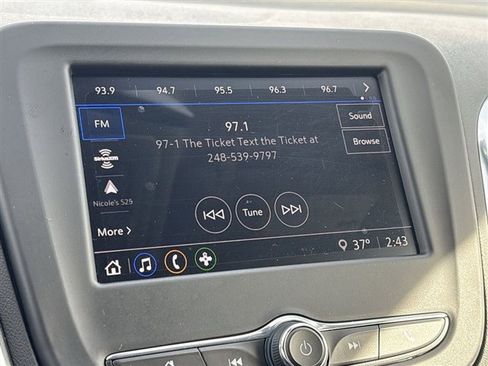 93.9 94.7 95.5 96.3 96.7
FM
97.1
Sound
97-1 The Ticket Text the Ticket at
248-539-9797
Browse
SiriusXM
Nicole's S25
Tune
More
37° 2:43